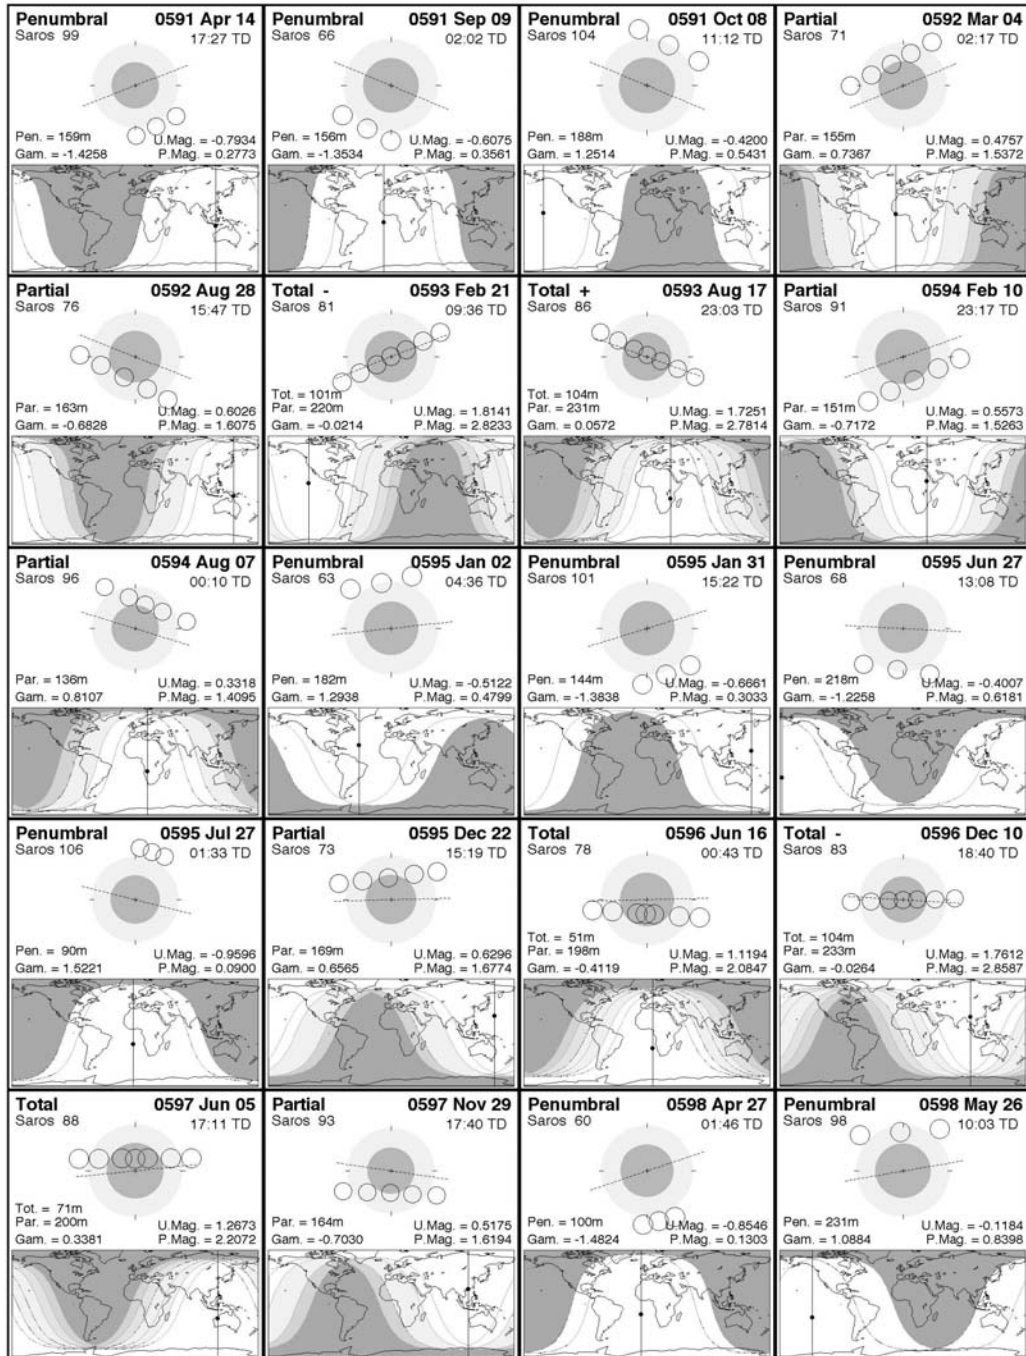 Penumbral 0591 Apr 14
Saros 99 17:27 TD
Pen. = 159m U.Mag. = -0.7934
Gam. = -1.4258 P.Mag. = 0.2773
Penumbral 0591 Sep 09
Saros 66 02:02 TD
Pen. = 156m U.Mag. = -0.6075
Gam. = -1.3534 P.Mag. = 0.3561
Penumbral 0591 Oct 08
Saros 104 11:12 TD
Pen. = 188m U.Mag. = -0.4200
Gam. = 1.2514 P.Mag. = 0.5431
Partial 0592 Mar 04
Saros 71 02:17 TD
Par. = 155m U.Mag. = 0.4757
Gam. = 0.7367 P.Mag. = 1.5372
Partial 0592 Aug 28
Saros 76 15:47 TD
Par. = 163m U.Mag. = 0.6026
Gam. = -0.6828 P.Mag. = 1.6075
Total - 0593 Feb 21
Saros 81 09:36 TD
Tot. = 101m
Par. = 220m U.Mag. = 1.8141
Gam. = -0.0214 P.Mag. = 2.8233
Total + 0593 Aug 17
Saros 86 23:03 TD
Tot. = 104m
Par. = 231m U.Mag. = 1.7251
Gam. = 0.0572 P.Mag. = 2.7814
Partial 0594 Feb 10
Saros 91 23:17 TD
Par. = 151m U.Mag. = 0.5573
Gam. = -0.7172 P.Mag. = 1.5263
Partial 0594 Aug 07
Saros 96 00:10 TD
Par. = 136m U.Mag. = 0.3318
Gam. = 0.8107 P.Mag. = 1.4095
Penumbral 0595 Jan 02
Saros 63 04:36 TD
Pen. = 182m U.Mag. = -0.5122
Gam. = 1.2938 P.Mag. = 0.4799
Penumbral 0595 Jan 31
Saros 101 15:22 TD
Pen. = 144m U.Mag. = -0.6661
Gam. = -1.3838 P.Mag. = 0.3033
Penumbral 0595 Jun 27
Saros 68 13:08 TD
Pen. = 218m U.Mag. = -0.4007
Gam. = -1.2258 P.Mag. = 0.6181
Penumbral 0595 Jul 27
Saros 106 01:33 TD
Pen. = 90m U.Mag. = -0.9596
Gam. = 1.5221 P.Mag. = 0.0900
Partial 0595 Dec 22
Saros 73 15:19 TD
Par. = 169m U.Mag. = 0.6296
Gam. = 0.6565 P.Mag. = 1.6774
Total 0596 Jun 16
Saros 78 00:43 TD
Tot. = 51m
Par. = 198m U.Mag. = 1.1194
Gam. = -0.4119 P.Mag. = 2.0847
Total - 0596 Dec 10
Saros 83 18:40 TD
Tot. = 104m
Par. = 233m U.Mag. = 1.7612
Gam. = -0.0264 P.Mag. = 2.8587
Total 0597 Jun 05
Saros 88 17:11 TD
Tot. = 71m
Par. = 200m U.Mag. = 1.2673
Gam. = 0.3381 P.Mag. = 2.2072
Partial 0597 Nov 29
Saros 93 17:40 TD
Par. = 164m U.Mag. = 0.5175
Gam. = -0.7030 P.Mag. = 1.6194
Penumbral 0598 Apr 27
Saros 60 01:46 TD
Pen. = 100m U.Mag. = -0.8546
Gam. = -1.4824 P.Mag. = 0.1303
Penumbral 0598 May 26
Saros 98 10:03 TD
Pen. = 231m U.Mag. = -0.1184
Gam. = 1.0884 P.Mag. = 0.8398